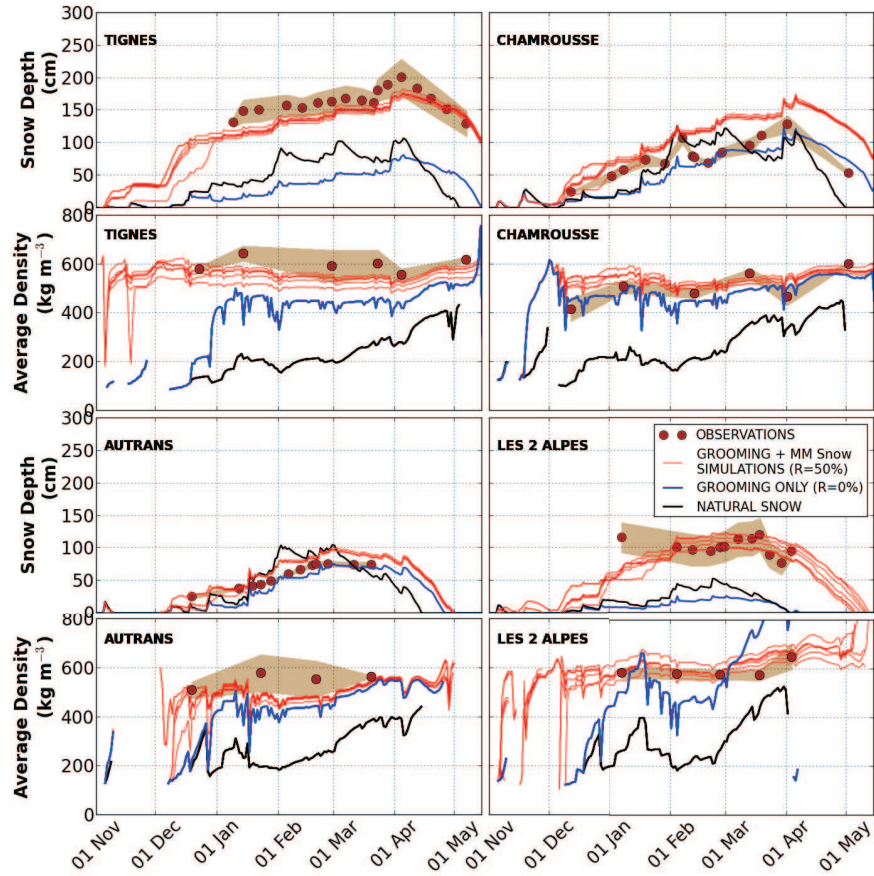 TIGNES
CHAMROUSSE
Snow Depth
(cm)
300
250
200
150
100
50
0
TIGNES
CHAMROUSSE
Average Density
(kg m⁻³)
800
600
400
200
0
AUTRANS
LES 2 ALPES
Snow Depth
(cm)
300
250
200
150
100
50
0
OBSERVATIONS
GROOMING + MM Snow
SIMULATIONS (R=50%)
GROOMING ONLY (R=0%)
NATURAL SNOW
AUTRANS
LES 2 ALPES
Average Density
(kg m⁻³)
800
600
400
200
0
01 Nov
01 Dec
01 Jan
01 Feb
01 Mar
01 Apr
01 May
01 Nov
01 Dec
01 Jan
01 Feb
01 Mar
01 Apr
01 May